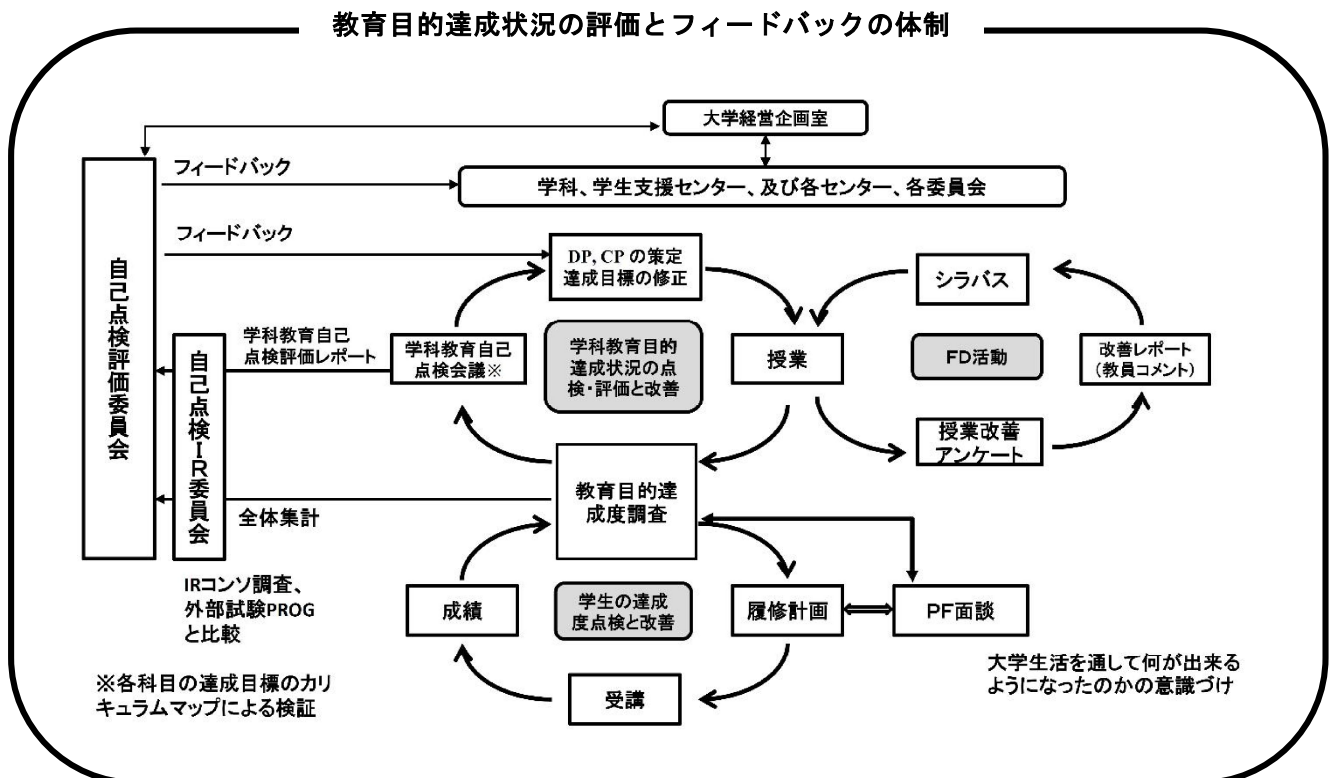 教育目的達成状況の評価とフィードバックの体制
大学経営企画室
フィードバック
学科、学生支援センター、及び各センター、各委員会
フィードバック
DP, CP の策定
達成目標の修正
シラバス
自己点検評価委員会
自己点検IR委員会
学科教育自己
点検評価レポート
学科教育自己
点検会議※
学科教育目的
達成状況の点
検・評価と改善
授業
FD活動
改善レポート
(教員コメント)
授業改善
アンケート
教育目的達
成度調査
全体集計
IRコンソ調査、
外部試験PROG
と比較
成績
学生の達成
度点検と改善
履修計画
PF面談
大学生活を通して何が出来る
ようになったのかの意識づけ
※各科目の達成目標のカリ
キュラムマップによる検証
受講